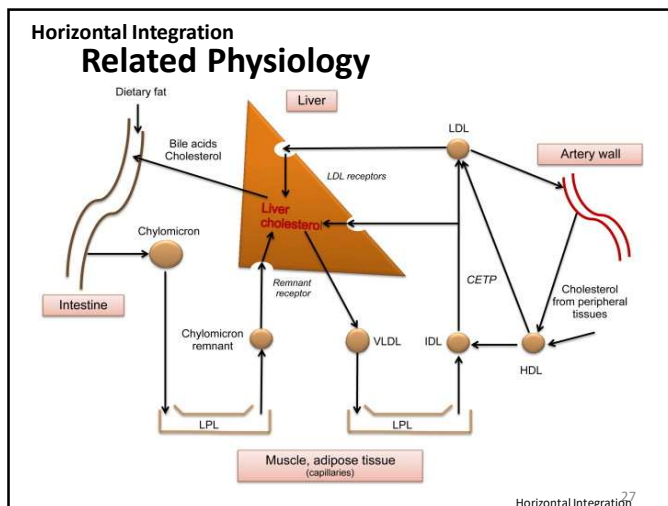 Horizontal Integration
Related Physiology
Dietary fat
Liver
Bile acids
Cholesterol
LDL
Artery wall
LDL receptors
Liver
cholesterol
Chylomicron
CETP
Intestine
Remnant
receptor
Cholesterol
from peripheral
tissues
Chylomicron
remnant
VLDL
IDL
HDL
LPL
LPL
Muscle, adipose tissue
(capillaries)
Horizontal Integration
27